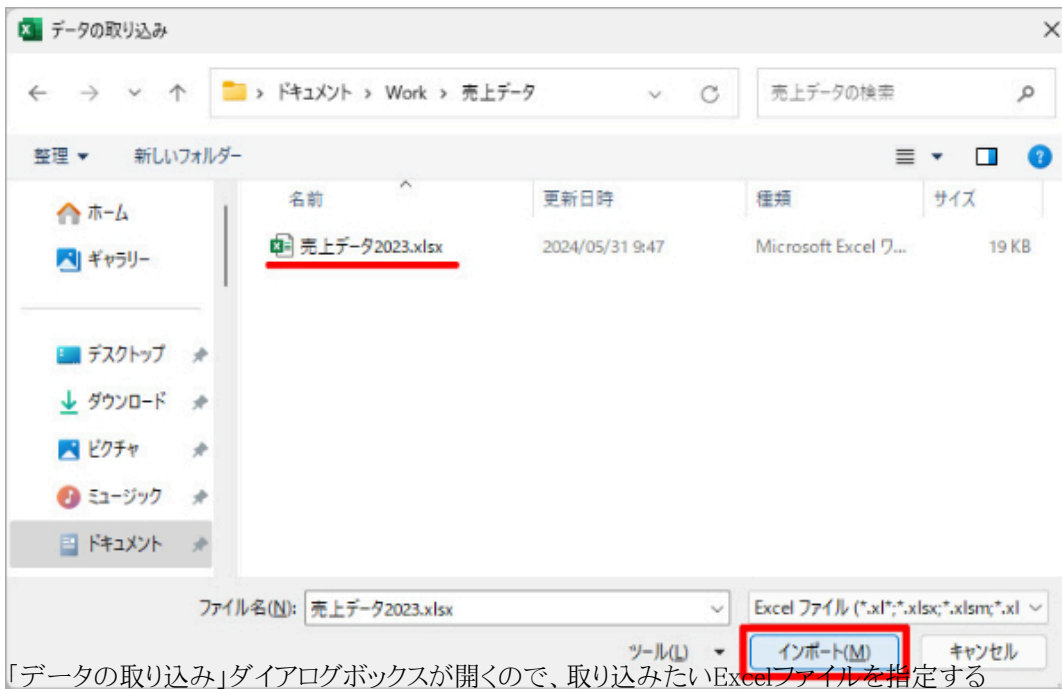 データの取り込み
ドキュメント › Work › 売上データ
売上データの検索
整理 新しいフォルダー
名前 更新日時 種類 サイズ
売上データ2023.xlsx 2024/05/31 9:47 Microsoft Excel ワ... 19 KB
ホーム
ギャラリー
デスクトップ
ダウンロード
ピクチャ
ミュージック
ドキュメント
ファイル名(N): 売上データ2023.xlsx Excel ファイル (*.xl*;*.xlsx;*.xlsm;*.xl
ツール(L) インポート(M) キャンセル
「データの取り込み」ダイアログボックスが開くので、取り込みたいExcelファイルを指定する